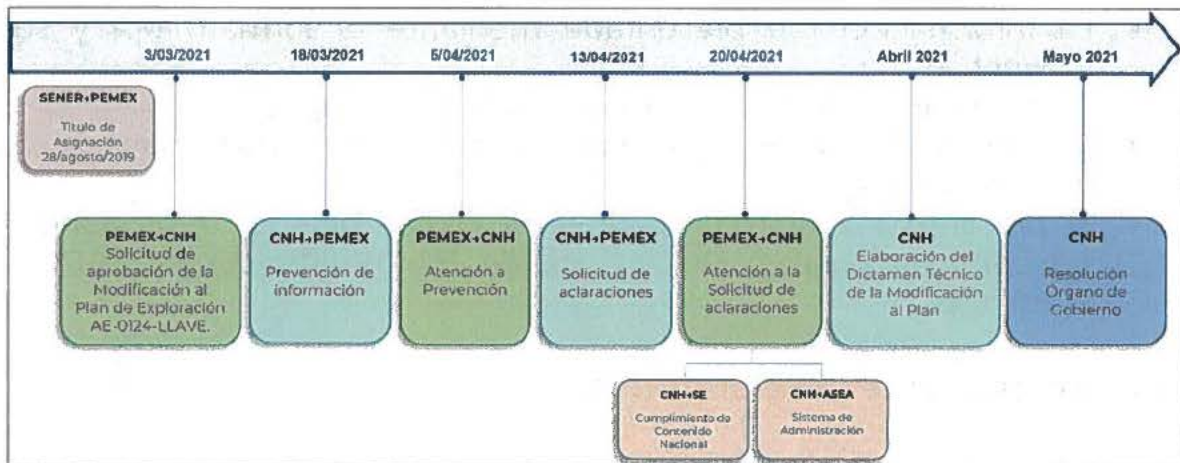 3/03/2021
18/03/2021
5/04/2021
13/04/2021
20/04/2021
Abril 2021
Mayo 2021
SENER→PEMEX
Título de
Asignación
28/agosto/2019
PEMEX→CNH
Solicitud de
aprobación de la
Modificación al
Plan de Exploración
AE-0124-LLAVE.
CNH→PEMEX
Prevención de
información
PEMEX→CNH
Atención a
Prevención
CNH→PEMEX
Solicitud de
aclaraciones
PEMEX→CNH
Atención a la
Solicitud de
aclaraciones
CNH
Elaboración del
Dictamen Técnico
de la Modificación
al Plan
CNH
Resolución
Órgano de
Gobierno
CNH→SE
Cumplimiento de
Contenido
Nacional
CNH→ASEA
Sistema de
Administración